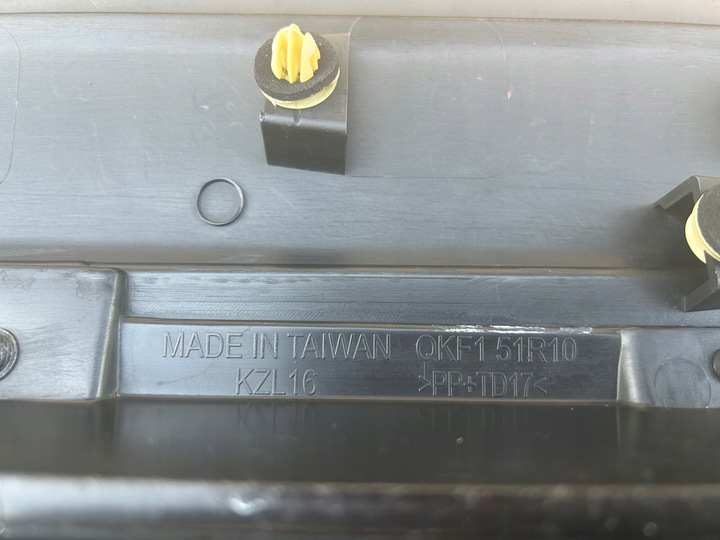 MADE IN TAIWAN QKF1 51R10
KZL16 >PP+TD17<